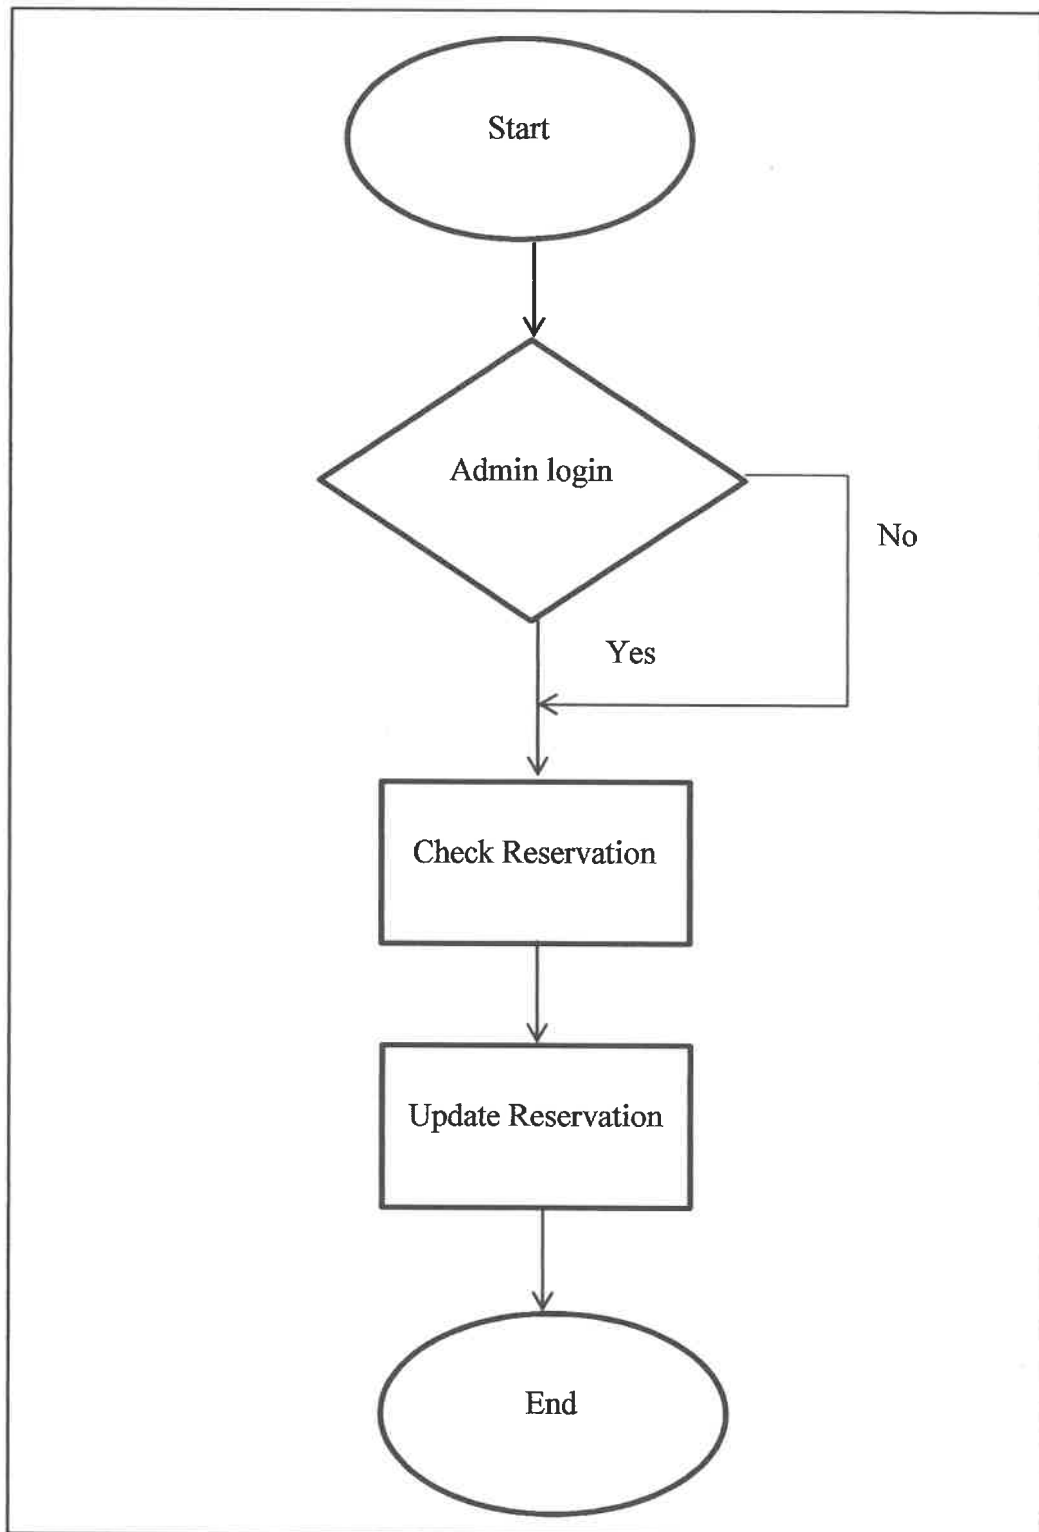 Start
Admin login
No
Yes
Check Reservation
Update Reservation
End